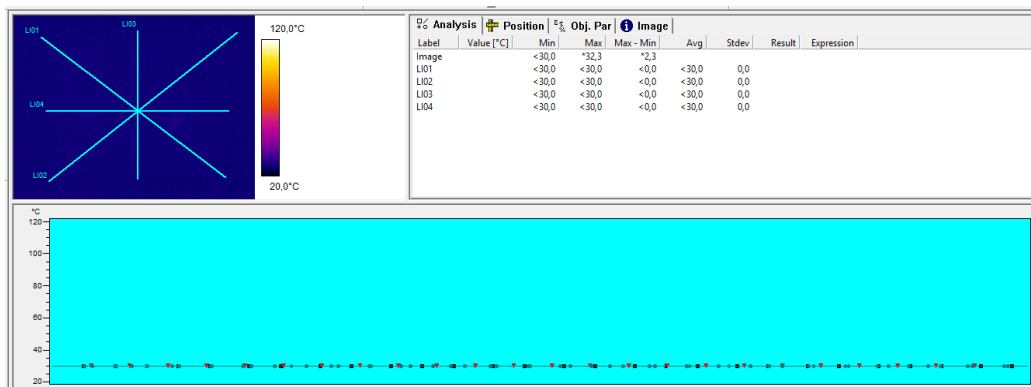 LI01
LI03
120,0°C
LI04
LI02
20,0°C
Analysis Position Obj. Par Image
Label Value [°C] Min Max Max - Min Avg Stdev Result Expression
Image <30,0 *32,3 *2,3
LI01 <30,0 <30,0 <0,0 <30,0 0,0
LI02 <30,0 <30,0 <0,0 <30,0 0,0
LI03 <30,0 <30,0 <0,0 <30,0 0,0
LI04 <30,0 <30,0 <0,0 <30,0 0,0
°C
120
100
80
60
40
20